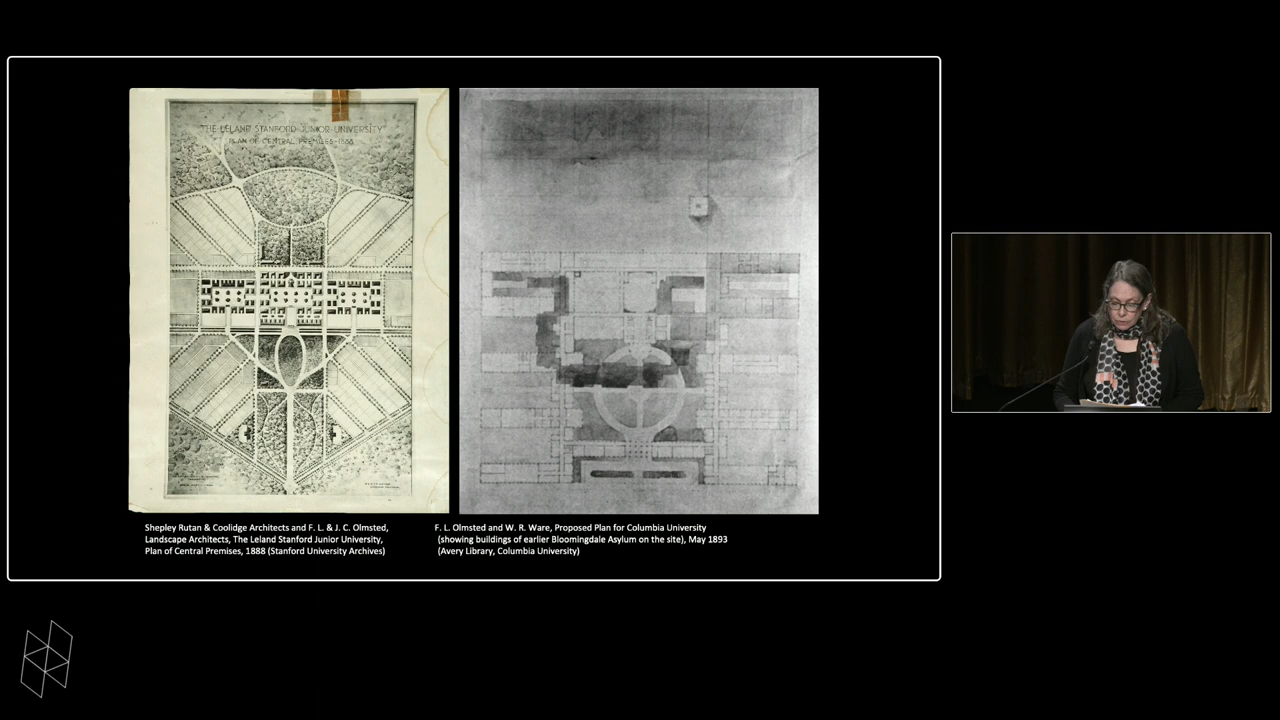 THE LELAND STANFORD JUNIOR UNIVERSITY
PLAN OF CENTRAL PREMISES-1888
Shepley Rutan & Coolidge Architects and F. L. & J. C. Olmsted,
Landscape Architects, The Leland Stanford Junior University,
Plan of Central Premises, 1888 (Stanford University Archives)
F. L. Olmsted and W. R. Ware, Proposed Plan for Columbia University
(showing buildings of earlier Bloomingdale Asylum on the site), May 1893
(Avery Library, Columbia University)